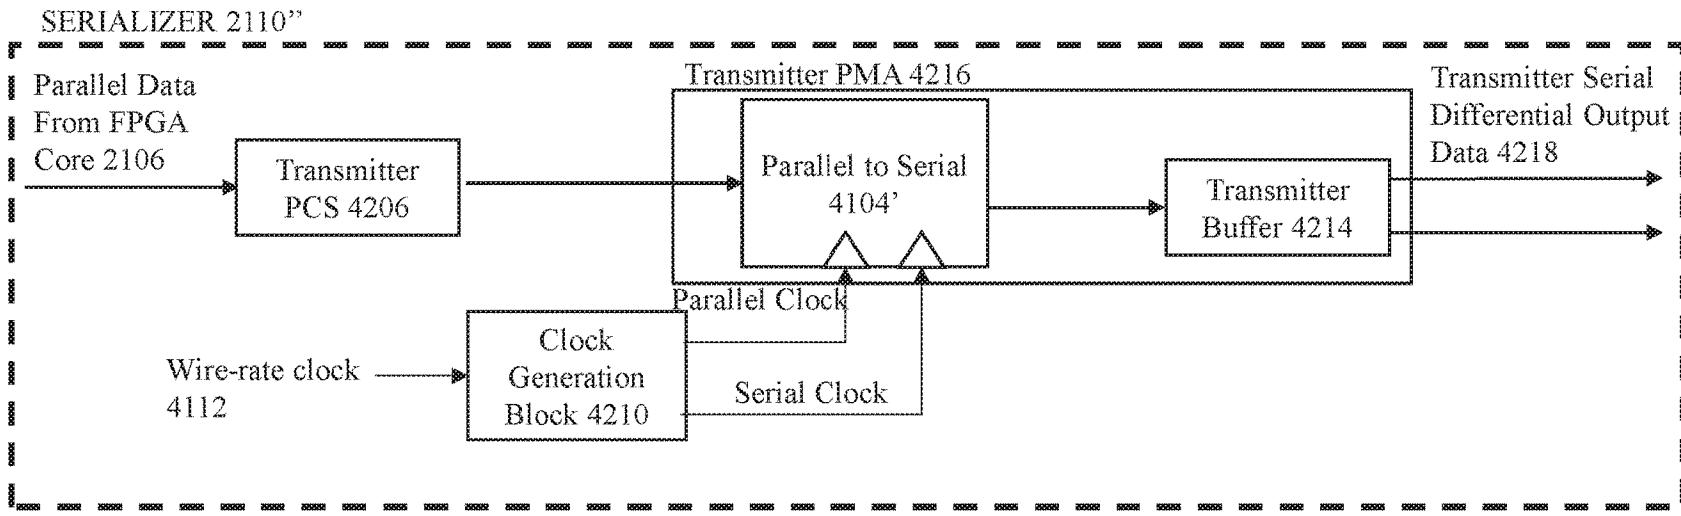 SERIALIZER 2110”
Parallel Data
From FPGA
Core 2106
Transmitter
PCS 4206
Transmitter PMA 4216
Parallel to Serial
4104’
Transmitter
Buffer 4214
Transmitter Serial
Differential Output
Data 4218
Parallel Clock
Wire-rate clock
4112
Clock
Generation
Block 4210
Serial Clock